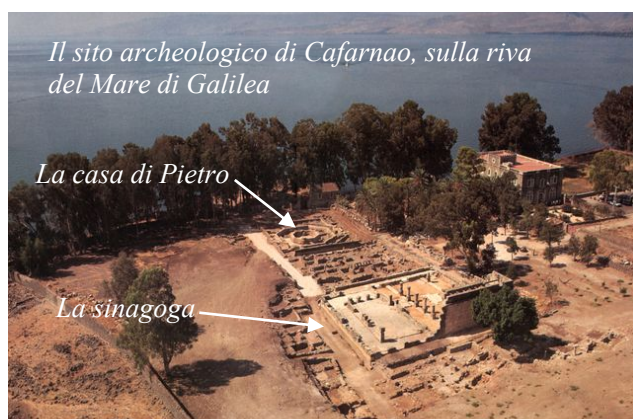 Il sito archeologico di Cafarnao, sulla riva
del Mare di Galilea
La casa di Pietro
La sinagoga